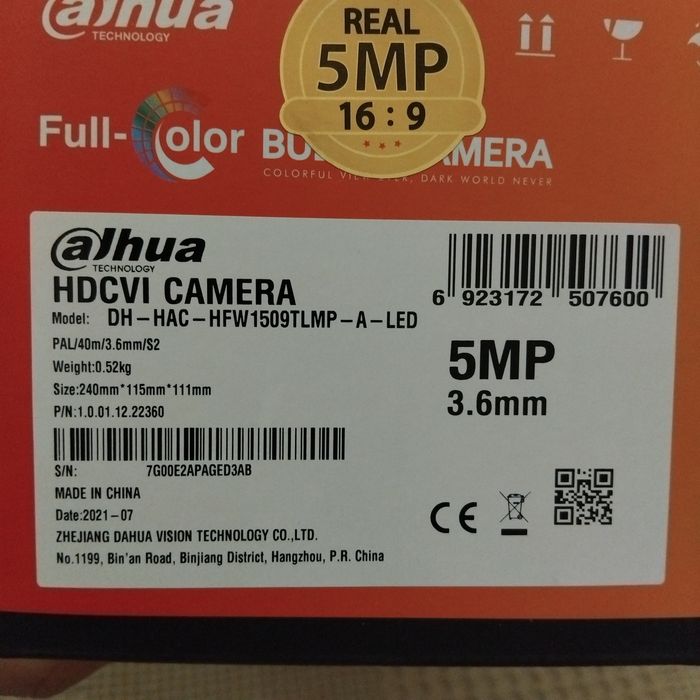 alhua
TECHNOLOGY
REAL
5MP
16:9
Full-Color
CAMERA
COLORFUL
DARK WORLD NEVER
alhua
TECHNOLOGY
HDCVI CAMERA
Model: DH-HAC-HFW1509TLMP-A-LED
PAL/40m/3.6mm/S2
Weight:0.52kg
Size:240mm*115mm*111mm
P/N:1.0.01.12.22360
6 923172 507600
5MP
3.6mm
S/N: 7G00E2APAGED3AB
MADE IN CHINA
Date:2021-07
CE
ZHEJIANG DAHUA VISION TECHNOLOGY CO.,LTD.
No.1199, Bin'an Road, Binjiang District, Hangzhou, P.R. China